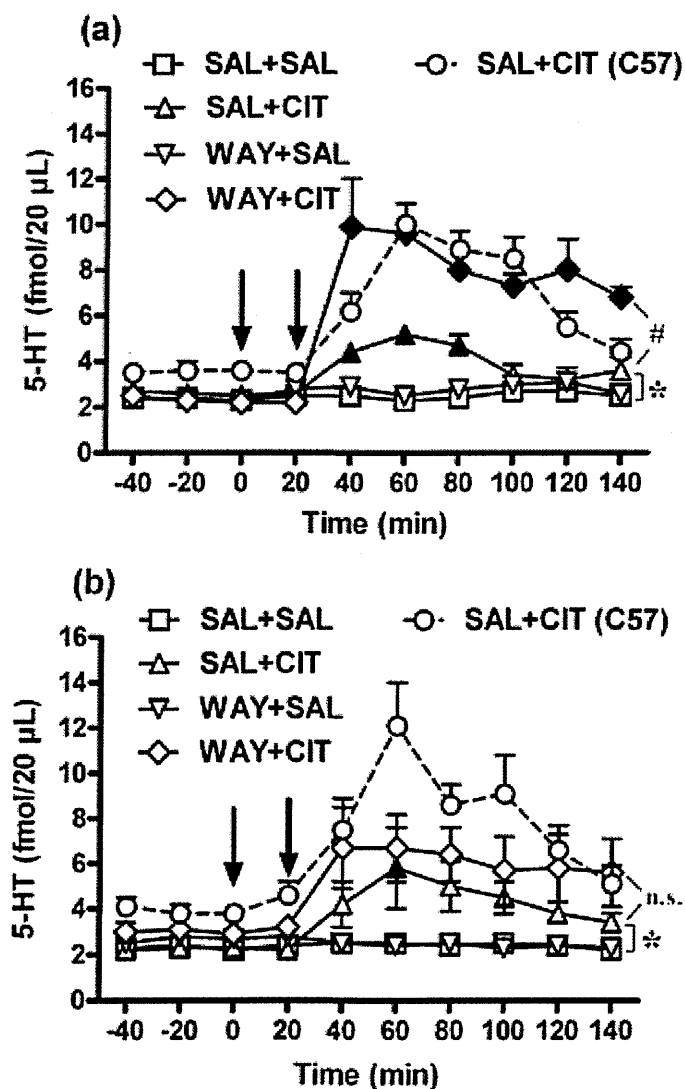 (a)
SAL+SAL
SAL+CIT (C57)
SAL+CIT
WAY+SAL
WAY+CIT
16
14
12
10
8
6
4
2
0
5-HT (fmol/20 µL)
#
*
-40 -20 0 20 40 60 80 100 120 140
Time (min)
(b)
SAL+SAL
SAL+CIT (C57)
SAL+CIT
WAY+SAL
WAY+CIT
16
14
12
10
8
6
4
2
0
5-HT (fmol/20 µL)
n.s.
*
-40 -20 0 20 40 60 80 100 120 140
Time (min)